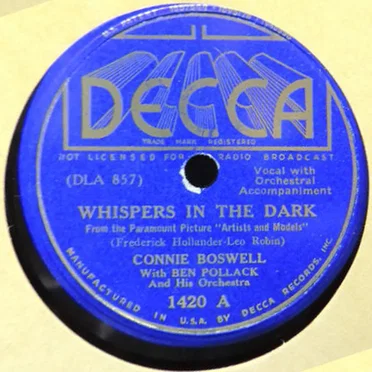 DECCA
TRADE MARK REGISTERED
NOT LICENSED FOR RADIO BROADCAST
(DLA 857)
Vocal with
Orchestral
Accompaniment
WHISPERS IN THE DARK
From the Paramount Picture "Artists and Models"
(Frederick Hollander-Leo Robin)
CONNIE BOSWELL
With BEN POLLACK
And His Orchestra
1420 A
MANUFACTURED IN U.S.A. BY DECCA RECORDS, INC.